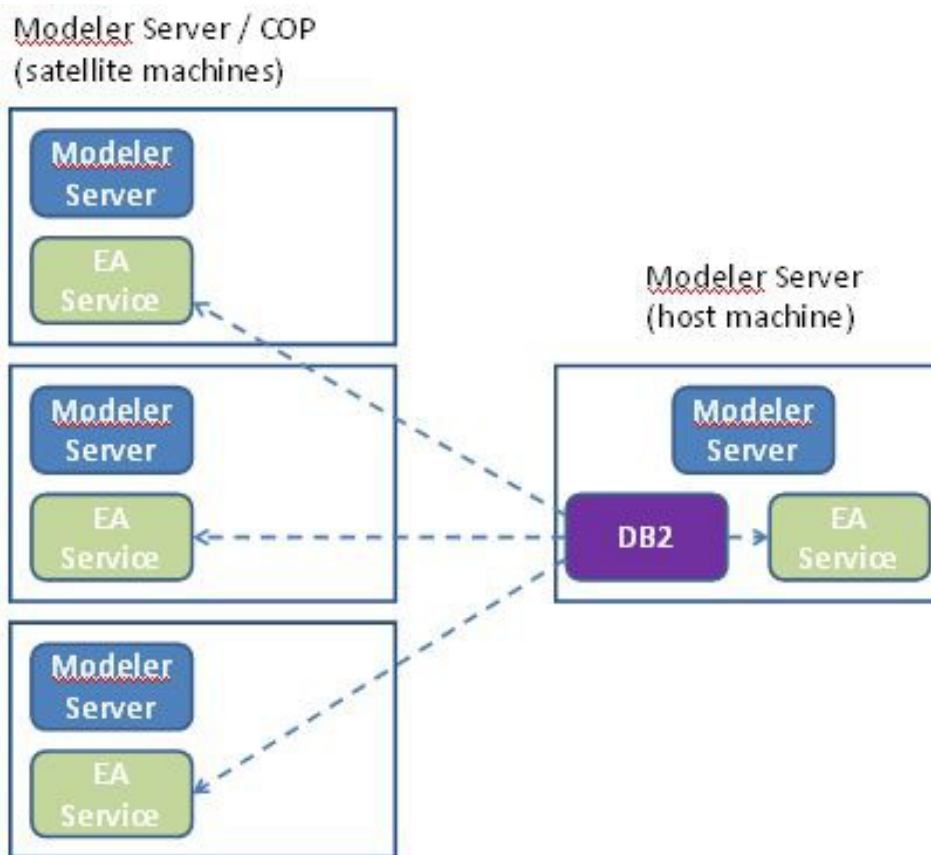 Modeler Server / COP
(satellite machines)
Modeler
Server
EA
Service
Modeler
Server
EA
Service
Modeler
Server
EA
Service
Modeler Server
(host machine)
Modeler
Server
DB2
EA
Service